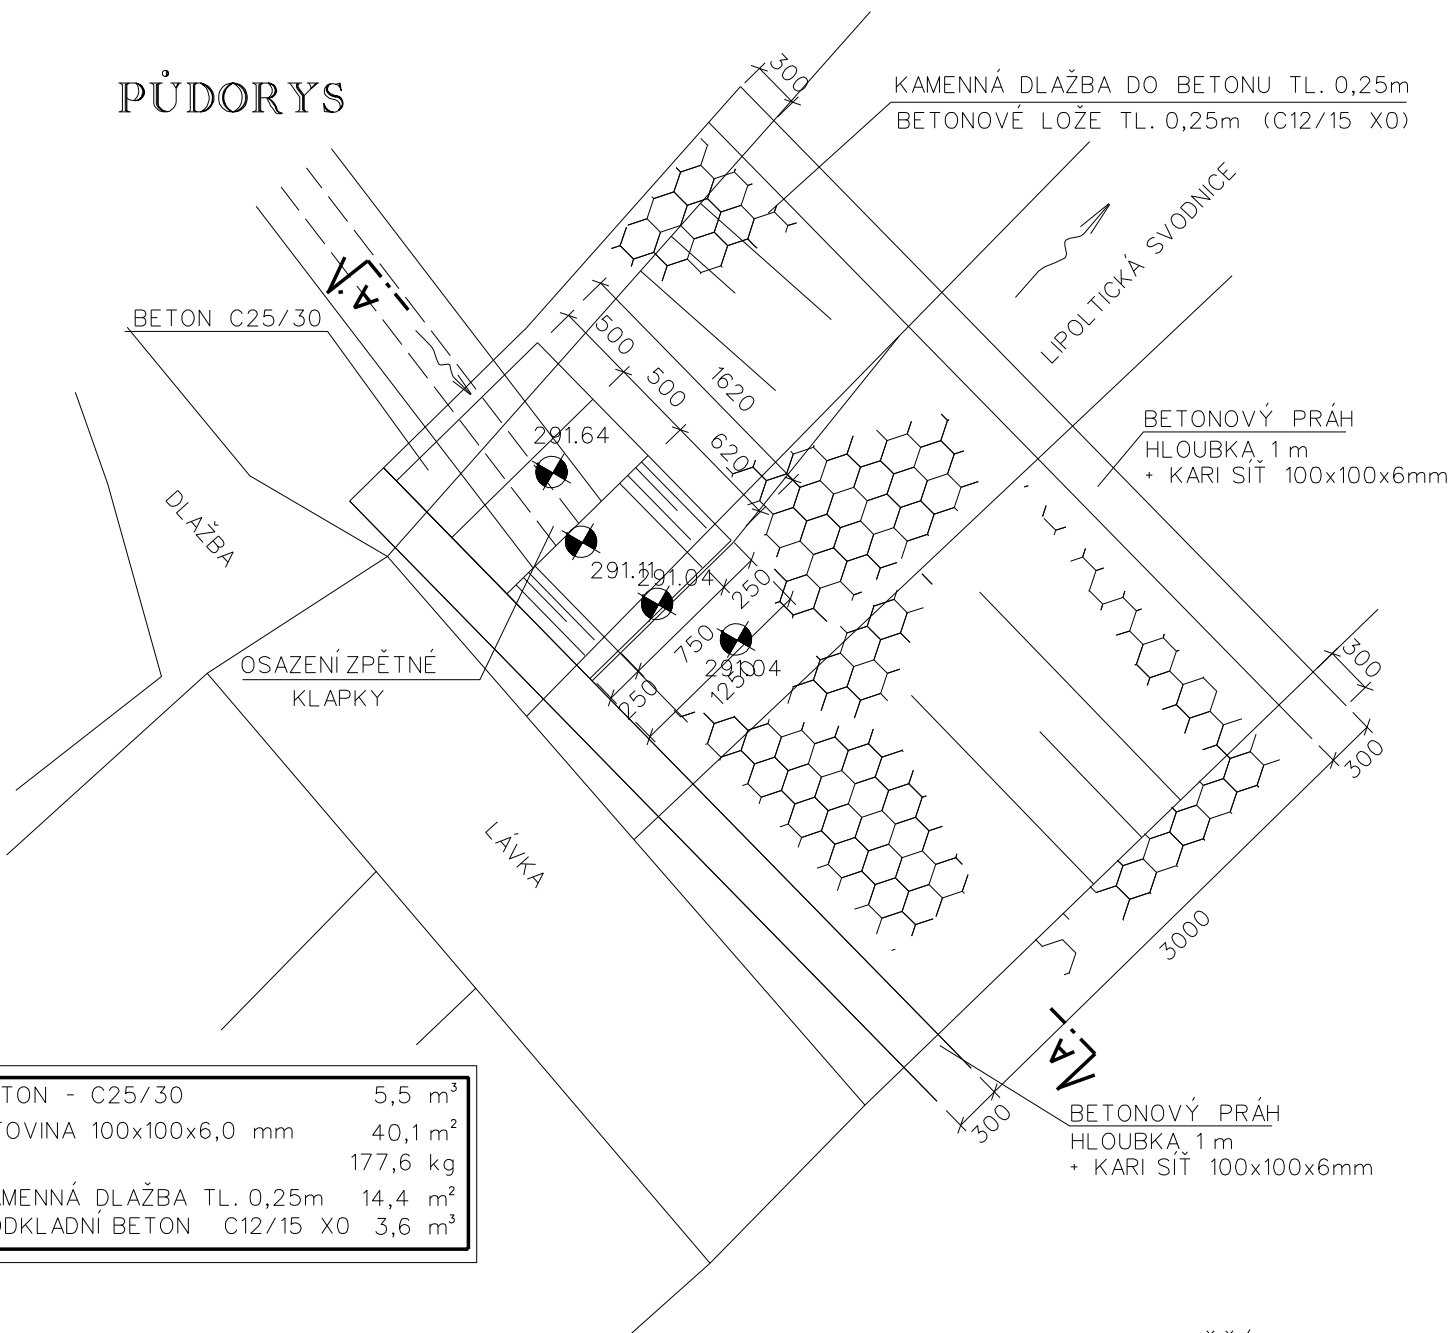 PŮDORYS
300
KAMENNÁ DLAŽBA DO BETONU TL. 0,25m
BETONOVÉ LOŽE TL. 0,25m (C12/15 X0)
LIPOLTICKÁ SVODNICE
A
BETON C25/30
500
500
620
1620
291.64
291.11
291.04
291.04
250
750
250
1250
BETONOVÝ PRÁH
HLOUBKA 1 m
+ KARI SÍŤ 100x100x6mm
DLAŽBA
OSAZENÍ ZPĚTNÉ
KLAPKY
300
300
LÁVKA
3000
A
300
BETONOVÝ PRÁH
HLOUBKA 1 m
+ KARI SÍŤ 100x100x6mm
TON - C25/30 5,5 m³
TOVINA 100x100x6,0 mm 40,1 m²
177,6 kg
AMENNÁ DLAŽBA TL. 0,25m 14,4 m²
ODKLADNÍ BETON C12/15 X0 3,6 m³